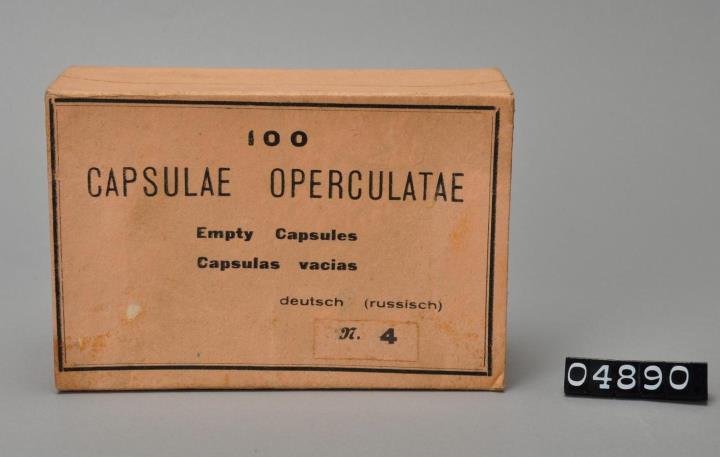 100
CAPSULAE OPERCULATAE
Empty Capsules
Capsulas vacias
deutsch (russisch)
N. 4
04890